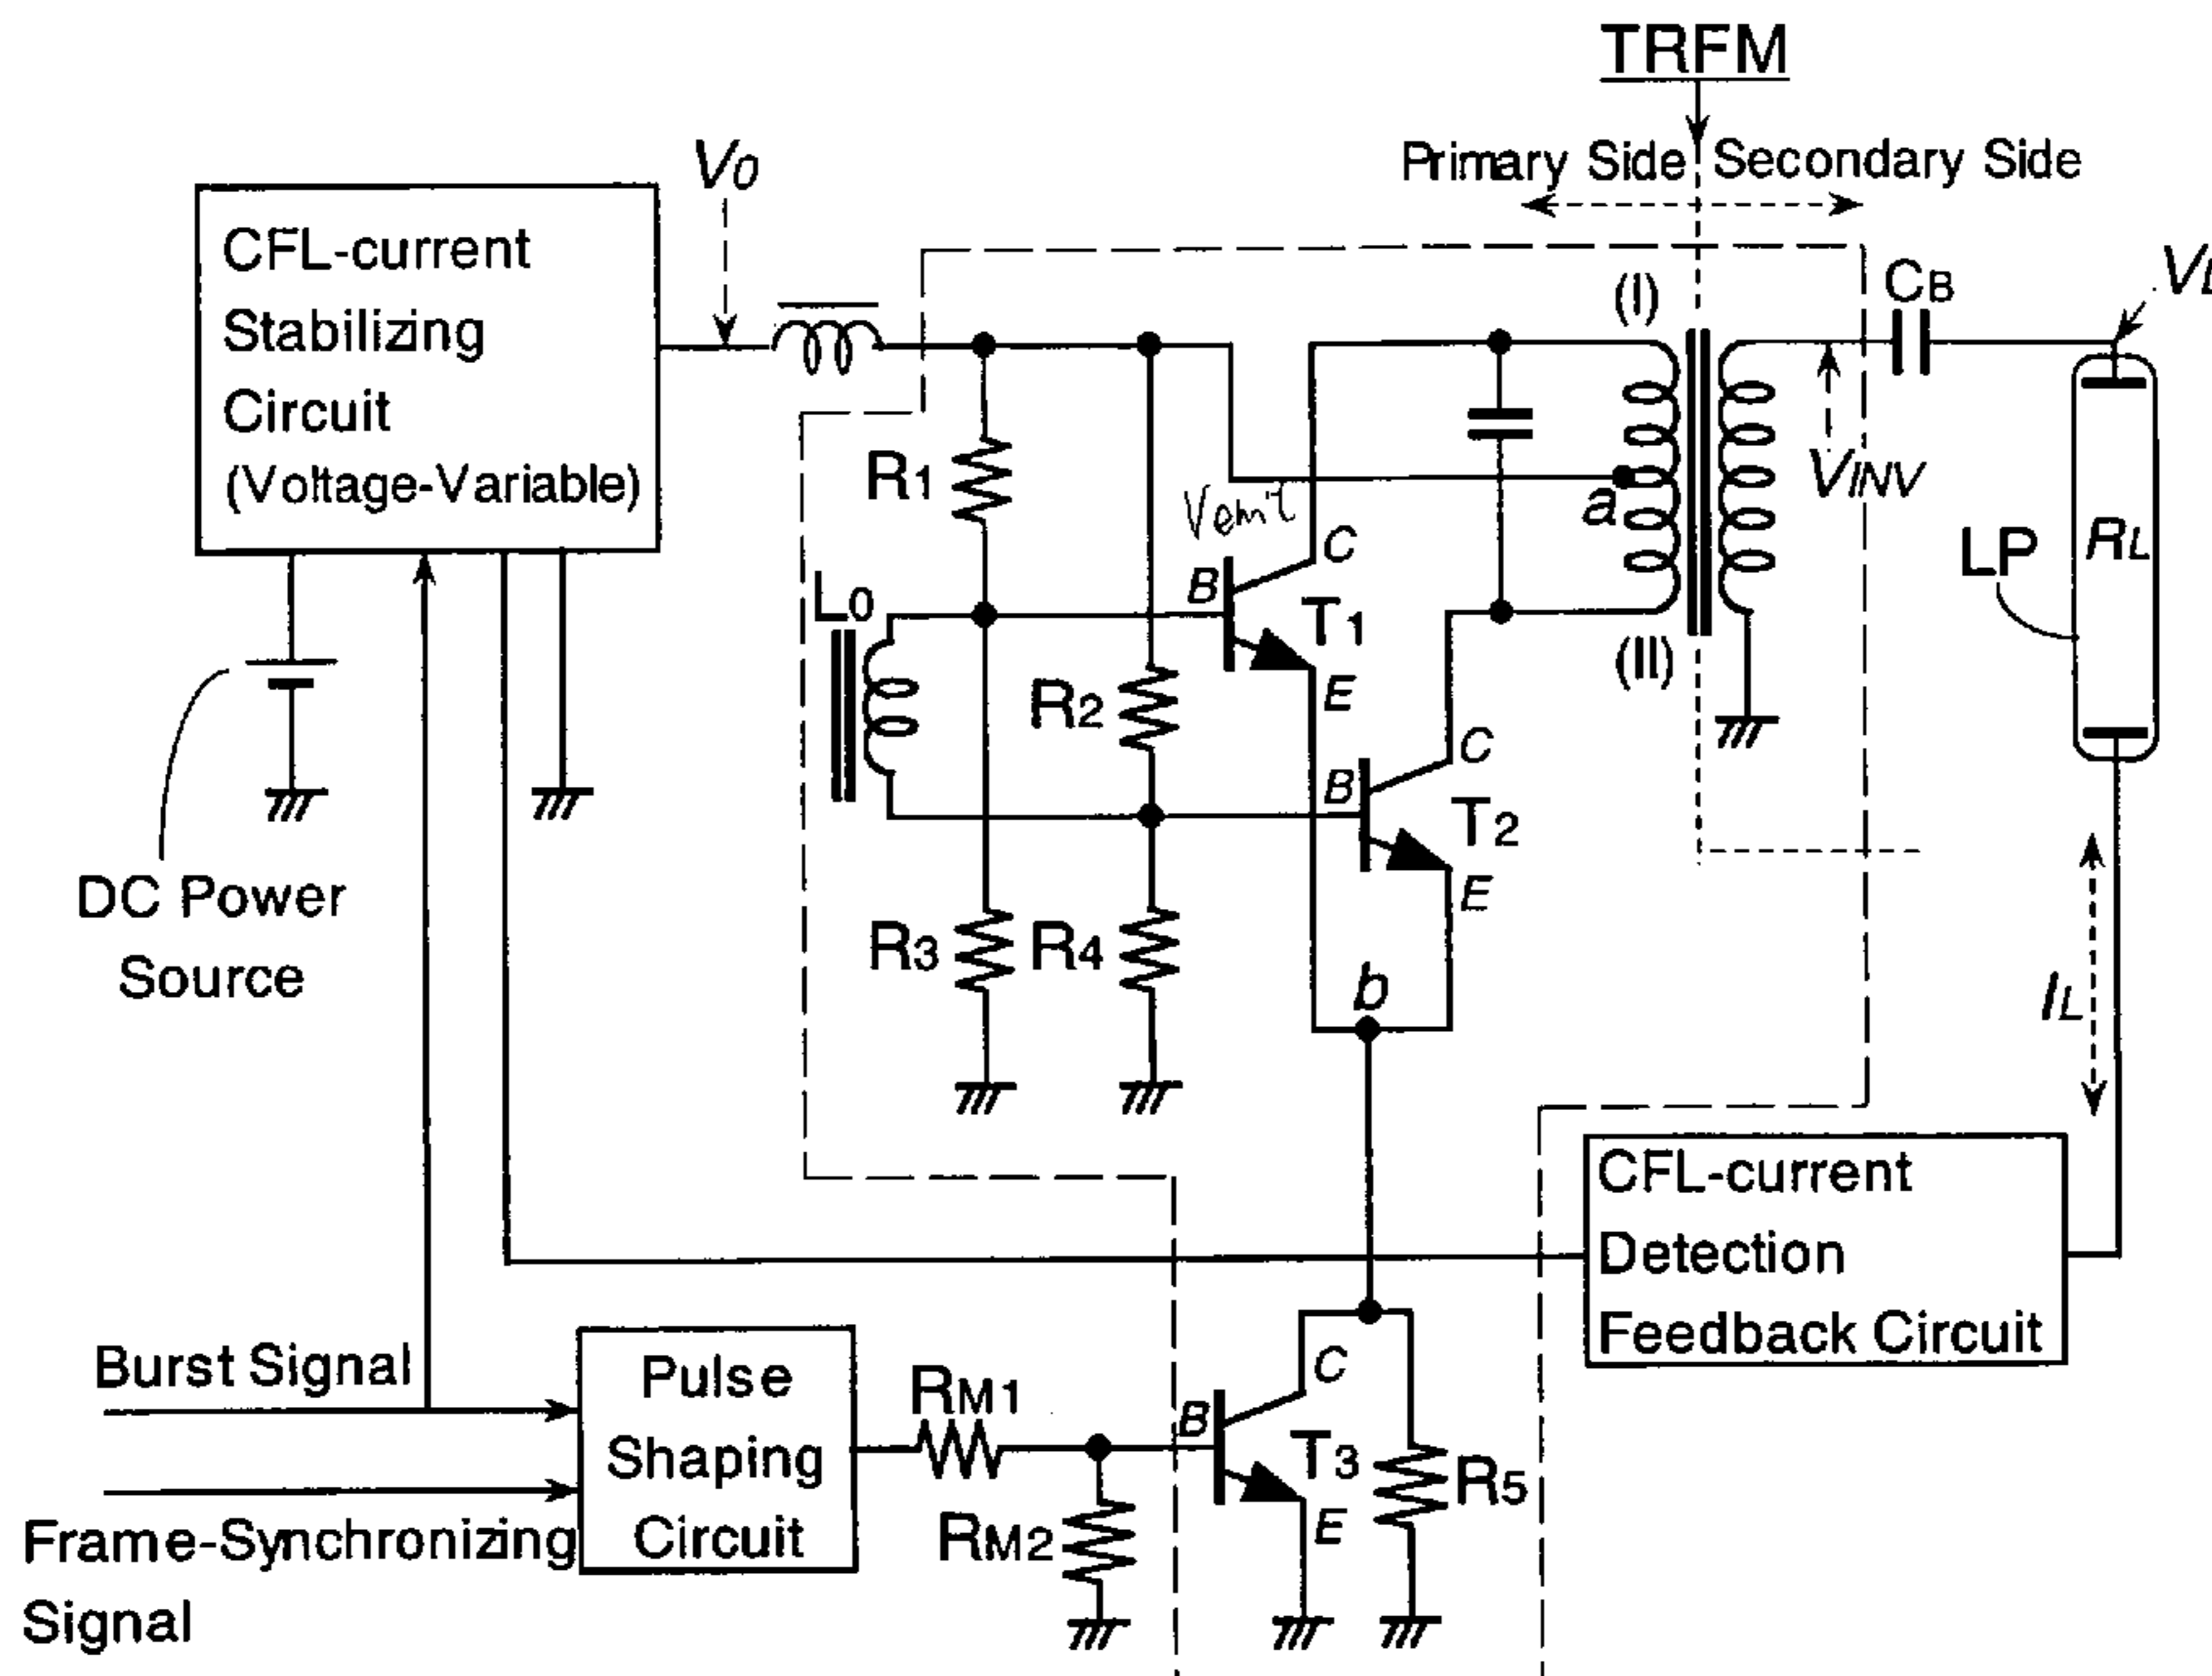 TRFM
Primary Side
Secondary Side
V0
CFL-current
Stabilizing
Circuit
(Voltage-Variable)
(I)
CB
a
VINV
R1
Vemit
B
C
T1
E
L0
LP
RL
(II)
R2
B
C
T2
E
DC Power
Source
R3
R4
b
IL
CFL-current
Detection
Feedback Circuit
Burst Signal
Frame-Synchronizing
Signal
Pulse
Shaping
Circuit
RM1
RM2
B
C
T3
E
R5